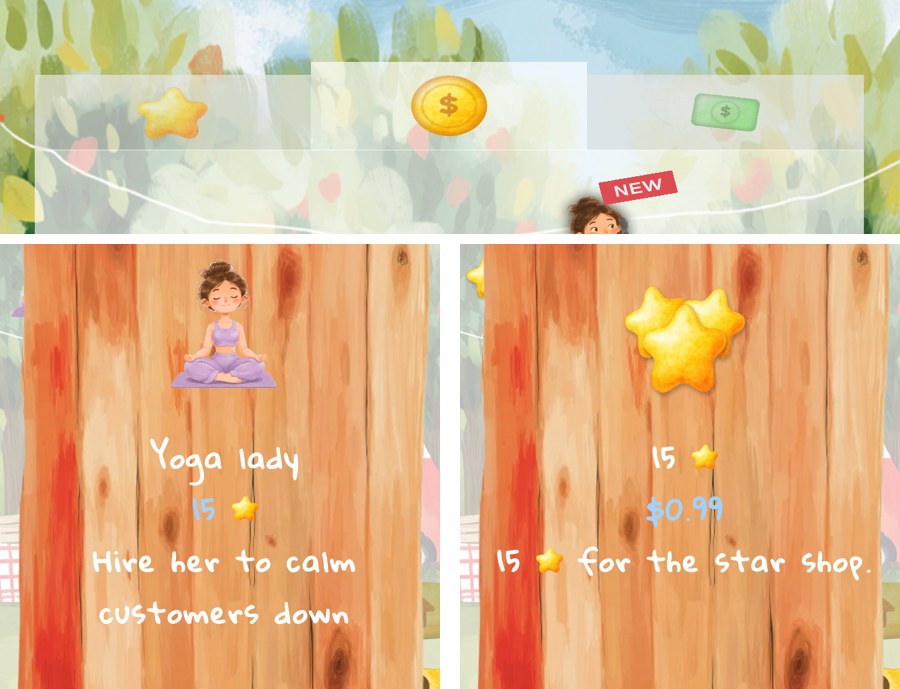 $
$
NEW
Yoga lady
15
Hire her to calm
customers down
15
$0.99
15 for the star shop.